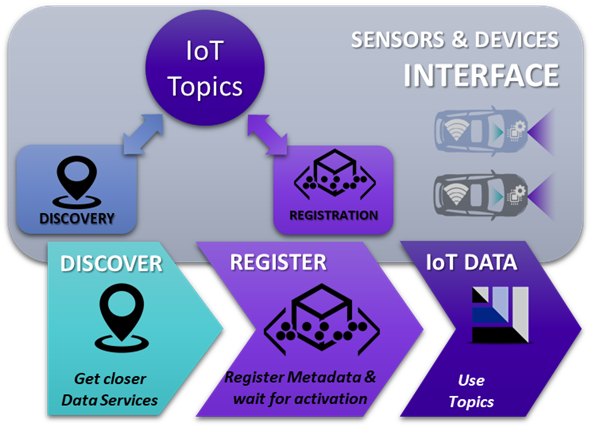 IoT
Topics
SENSORS & DEVICES
INTERFACE
DISCOVERY
REGISTRATION
DISCOVER
Get closer
Data Services
REGISTER
Register Metadata &
wait for activation
IoT DATA
Use
Topics